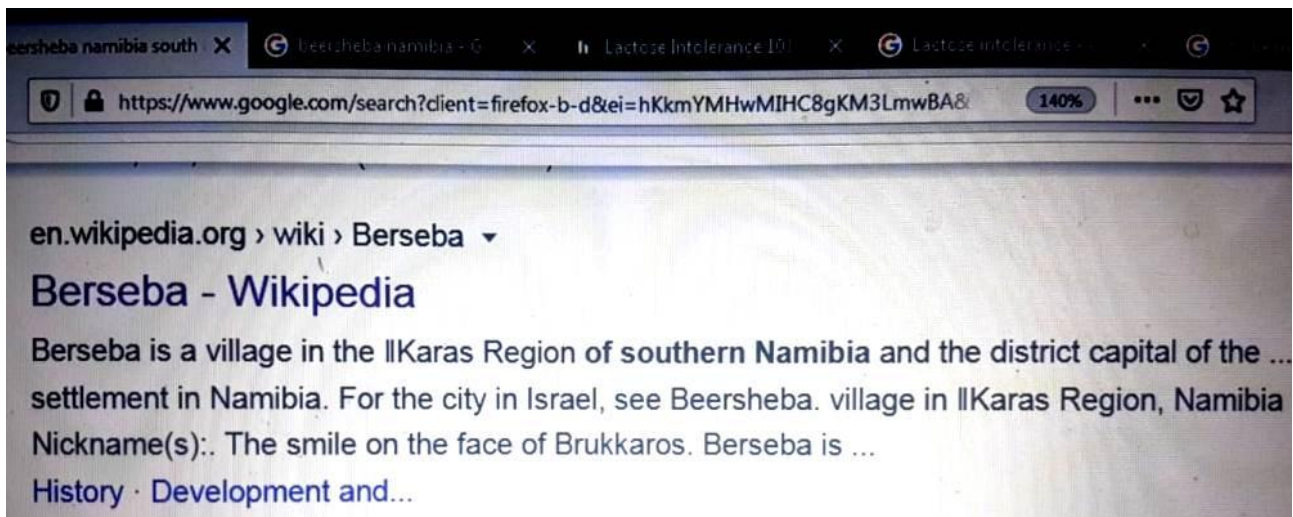 eersheba namibia south
beersheba namibia - G
h Lactose Intolerance 101
G Lactose intolerance -
https://www.google.com/search?client=firefox-b-d&ei=hKkmYMHwMIHC8gKM3LmwBA&
140%
en.wikipedia.org › wiki › Berseba
Berseba - Wikipedia
Berseba is a village in the ǁKaras Region of southern Namibia and the district capital of the ...
settlement in Namibia. For the city in Israel, see Beersheba. village in ǁKaras Region, Namibia
Nickname(s):. The smile on the face of Brukkaros. Berseba is ...
History · Development and...